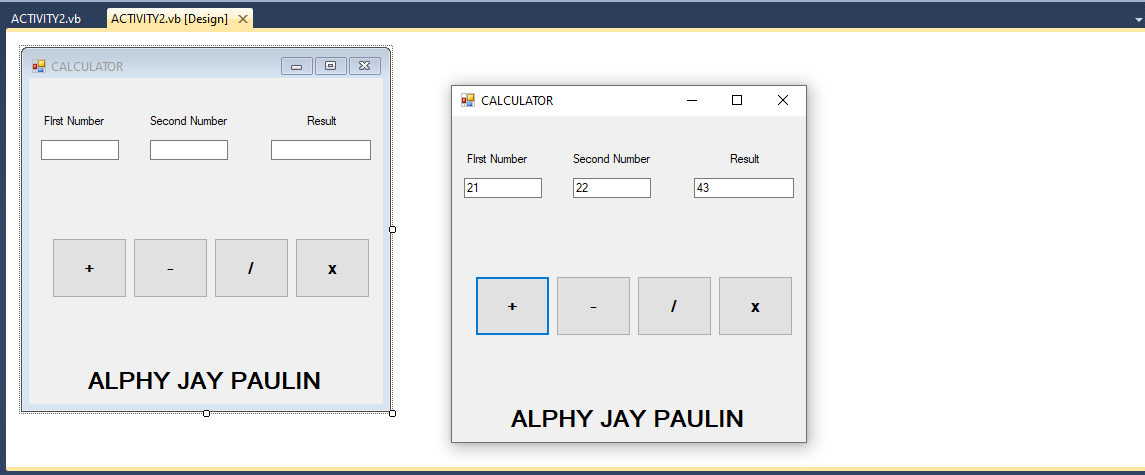 ACTIVITY2.vb ACTIVITY2.vb [Design]
CALCULATOR
FIrst Number Second Number Result
+ - / x
ALPHY JAY PAULIN
CALCULATOR
FIrst Number Second Number Result
21 22 43
+ - / x
ALPHY JAY PAULIN